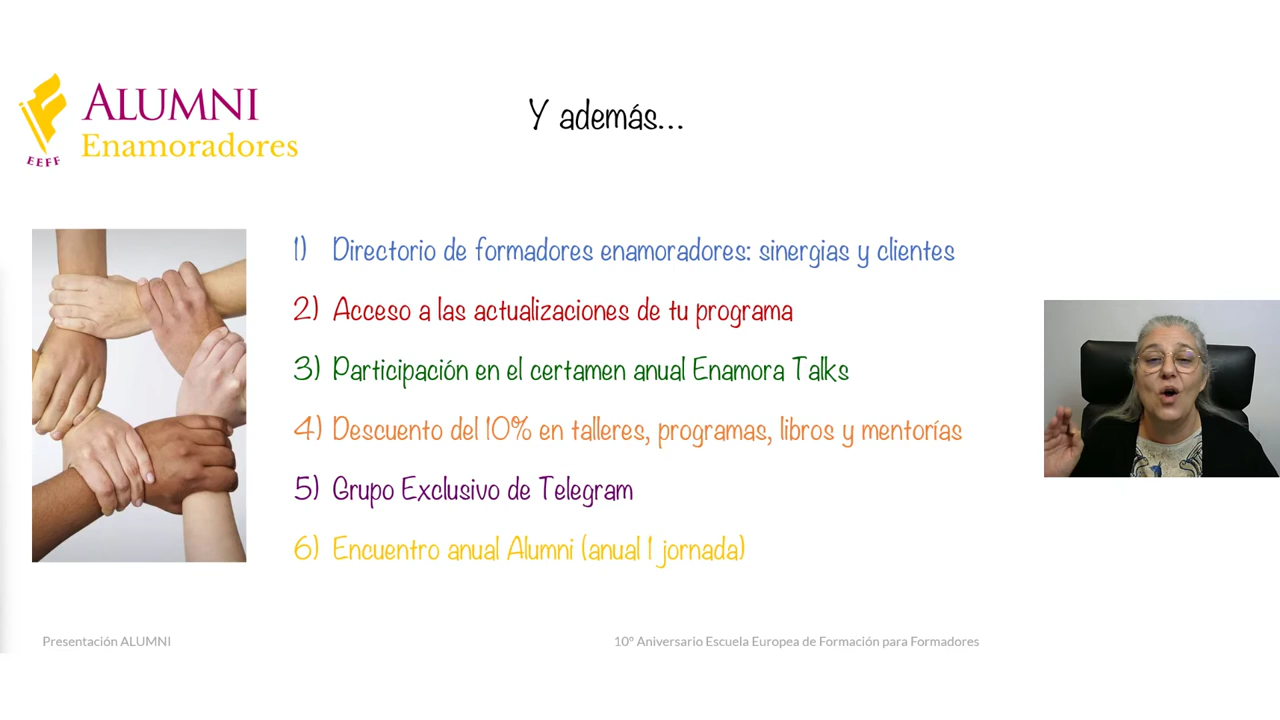 ALUMNI
Enamoradores
EEFF
Y además...
1) Directorio de formadores enamoradores: sinergias y clientes
2) Acceso a las actualizaciones de tu programa
3) Participación en el certamen anual Enamora Talks
4) Descuento del 10% en talleres, programas, libros y mentorías
5) Grupo Exclusivo de Telegram
6) Encuentro anual Alumni (anual 1 jornada)
Presentación ALUMNI
10º Aniversario Escuela Europea de Formación para Formadores